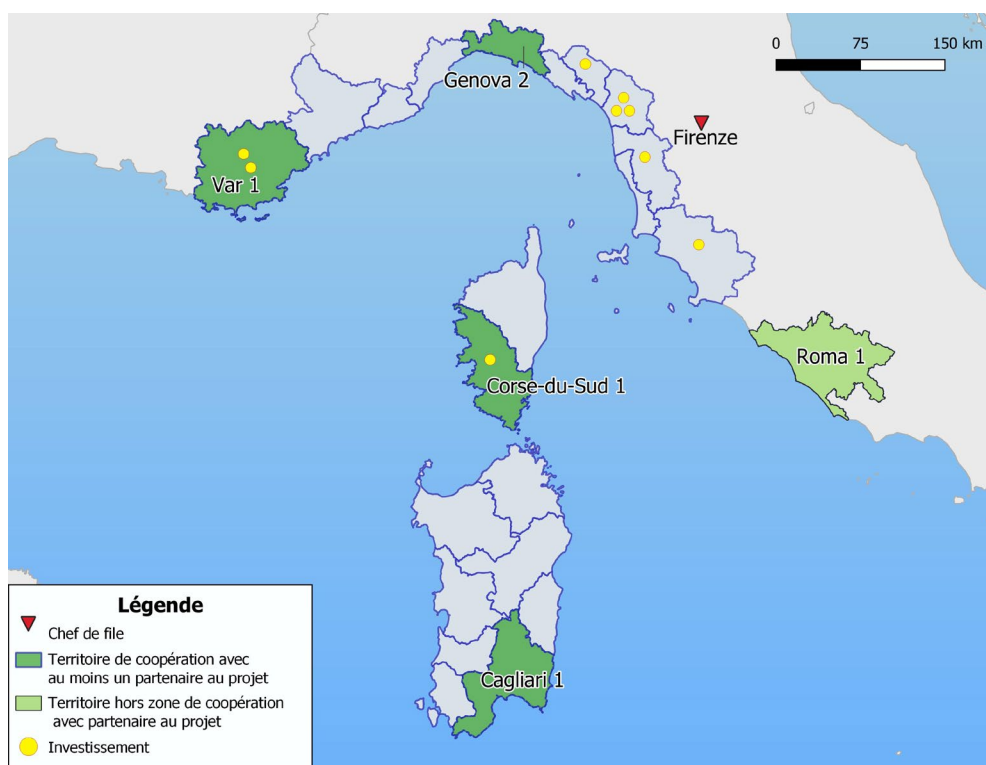 0 75 150 km
Genova 2
Firenze
Var 1
Roma 1
Corse-du-Sud 1
Cagliari 1
Légende
Chef de file
Territoire de coopération avec
au moins un partenaire au projet
Territoire hors zone de coopération
avec partenaire au projet
Investissement